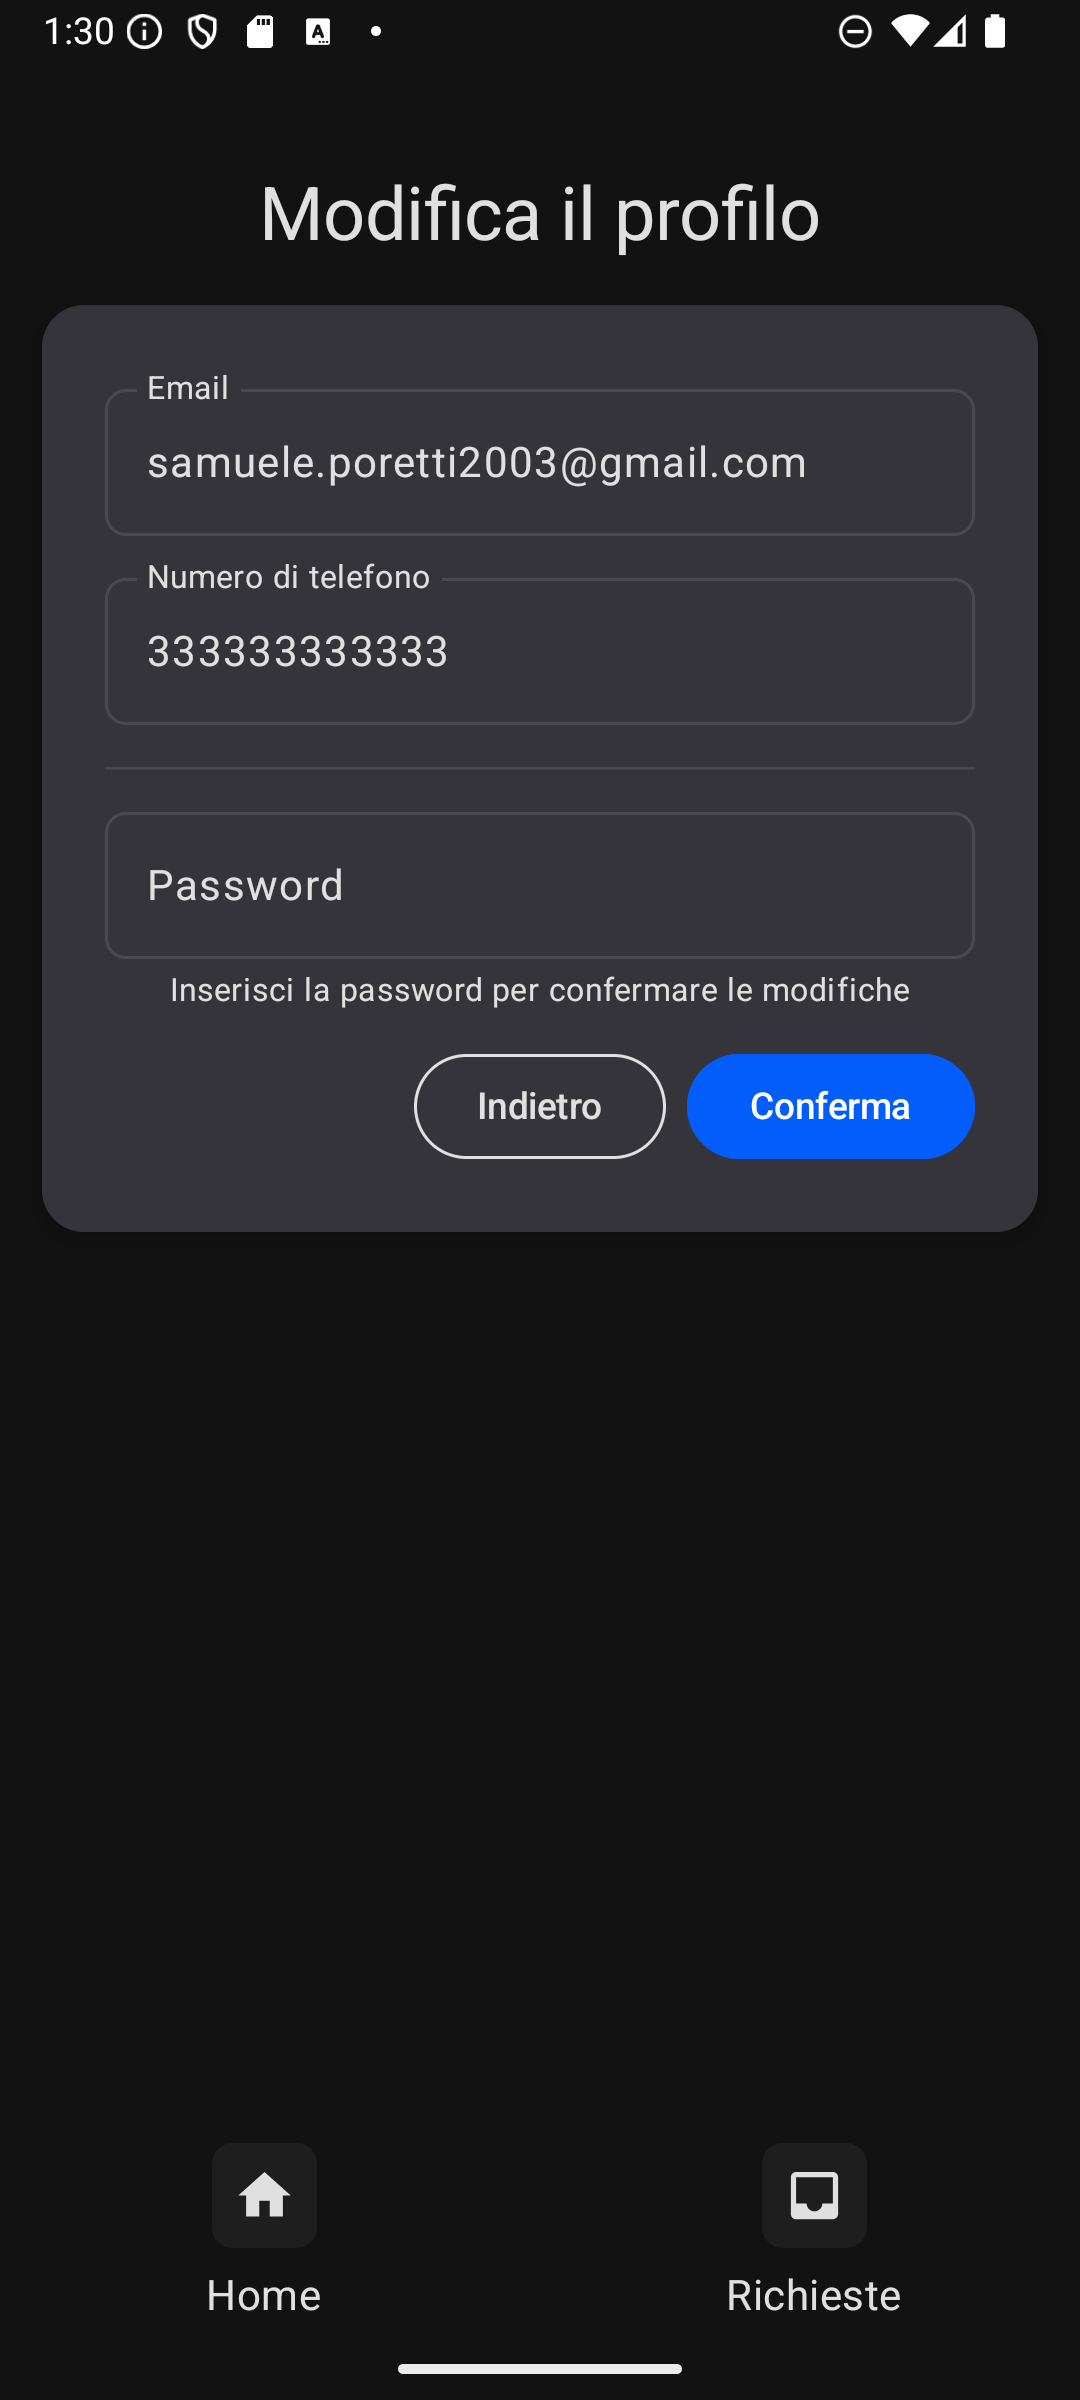 1:30
Modifica il profilo
Email
samuele.poretti2003@gmail.com
Numero di telefono
333333333333
Password
Inserisci la password per confermare le modifiche
Indietro
Conferma
Home
Richieste